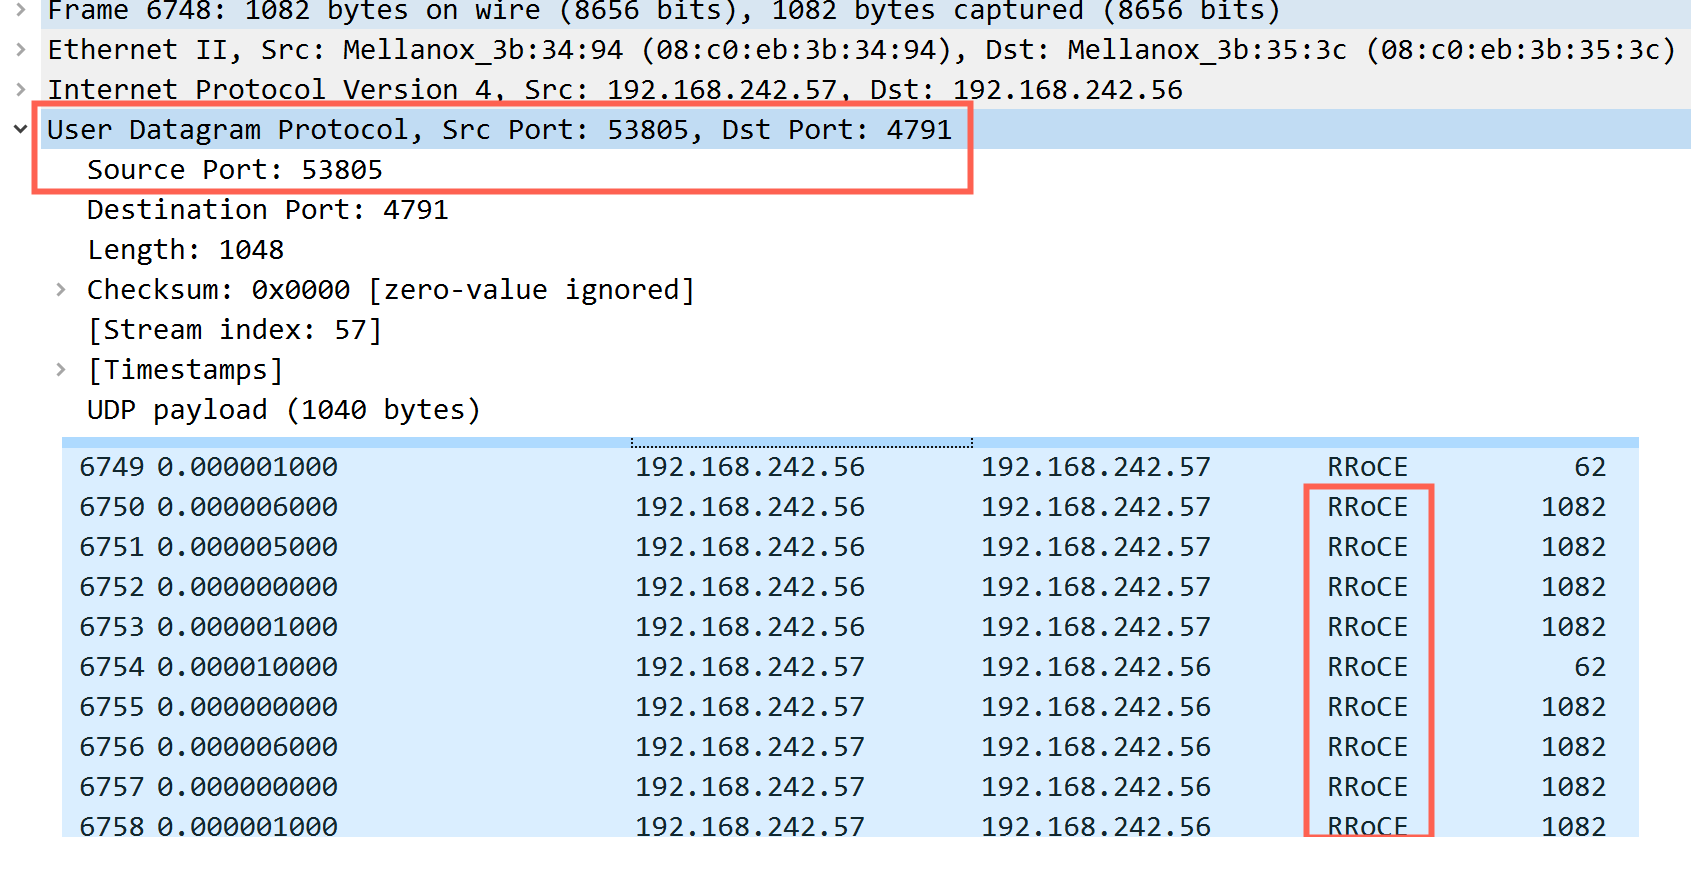 Frame 6748: 1082 bytes on wire (8656 bits), 1082 bytes captured (8656 bits)
Ethernet II, Src: Mellanox_3b:34:94 (08:c0:eb:3b:34:94), Dst: Mellanox_3b:35:3c (08:c0:eb:3b:35:3c)
Internet Protocol Version 4, Src: 192.168.242.57, Dst: 192.168.242.56
User Datagram Protocol, Src Port: 53805, Dst Port: 4791
Source Port: 53805
Destination Port: 4791
Length: 1048
Checksum: 0x0000 [zero-value ignored]
[Stream index: 57]
[Timestamps]
UDP payload (1040 bytes)
6749 0.000001000 192.168.242.56 192.168.242.57 RRoCE 62
6750 0.000006000 192.168.242.56 192.168.242.57 RRoCE 1082
6751 0.000005000 192.168.242.56 192.168.242.57 RRoCE 1082
6752 0.000000000 192.168.242.56 192.168.242.57 RRoCE 1082
6753 0.000001000 192.168.242.56 192.168.242.57 RRoCE 1082
6754 0.000010000 192.168.242.57 192.168.242.56 RRoCE 62
6755 0.000000000 192.168.242.57 192.168.242.56 RRoCE 1082
6756 0.000006000 192.168.242.57 192.168.242.56 RRoCE 1082
6757 0.000000000 192.168.242.57 192.168.242.56 RRoCE 1082
6758 0.000001000 192.168.242.57 192.168.242.56 RRoCE 1082